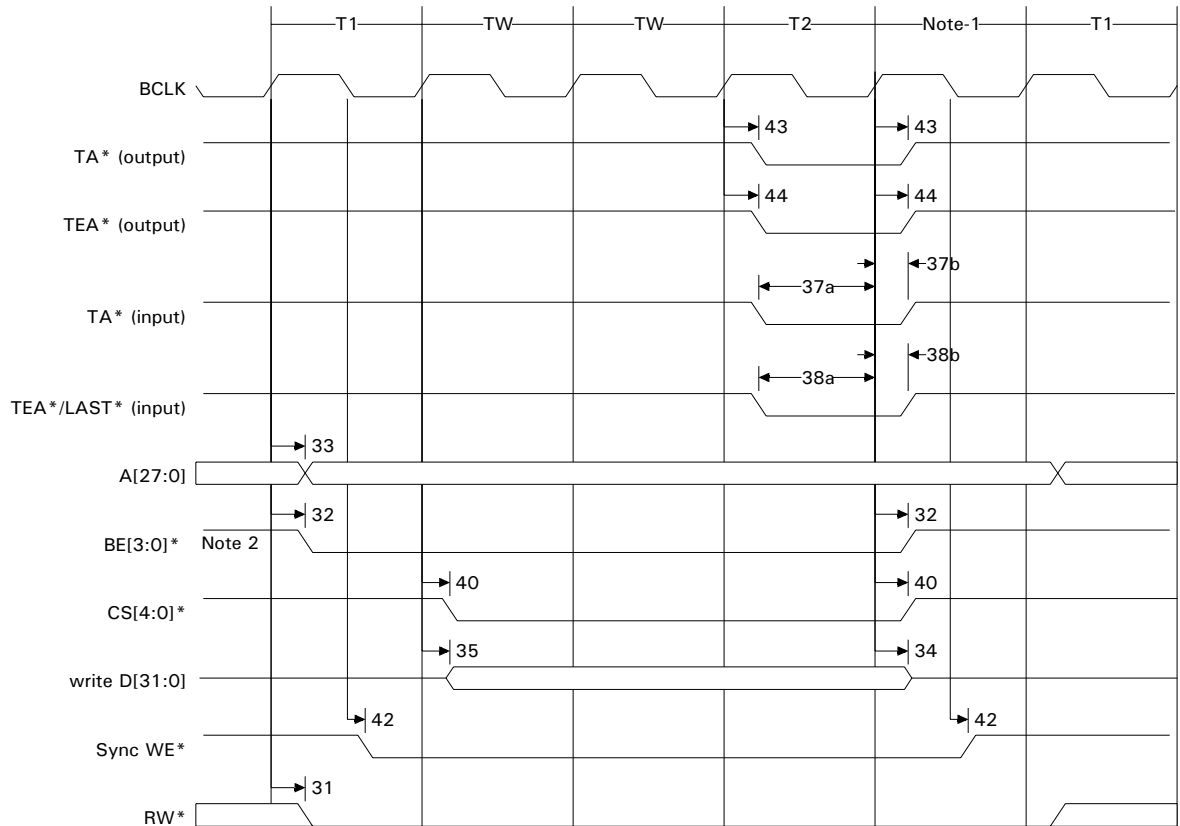 T1 TW TW T2 Note-1 T1
BCLK
43 43
TA* (output)
44 44
TEA* (output)
37b
37a
TA* (input)
38b
38a
TEA*/LAST* (input)
33
A[27:0]
32 32
BE[3:0]* Note 2
40 40
CS[4:0]*
35 34
write D[31:0]
42 42
Sync WE*
31
RW*